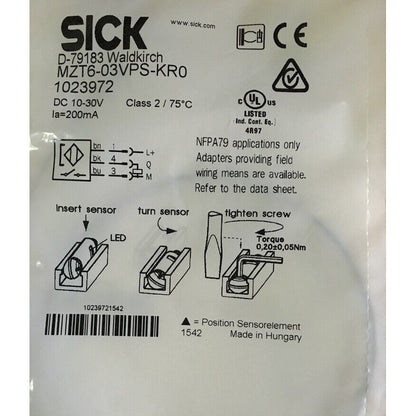 SICK
www.sick.com
D-79183 Waldkirch
MZT6-03VPS-KR0
1023972
DC 10-30V Class 2 / 75°C
Ia=200mA
c UL us
LISTED
(Ind. Cont. Eq.)
4R97
NFPA79 applications only
Adapters providing field
wiring means are available.
Refer to the data sheet.
bn 1 L+
bk 4 Q
bu 3 M
insert sensor
turn sensor
tighten screw
LED
Torque
0,20±0,05Nm
10239721542
▲ = Position Sensorelement
1542 Made in Hungary